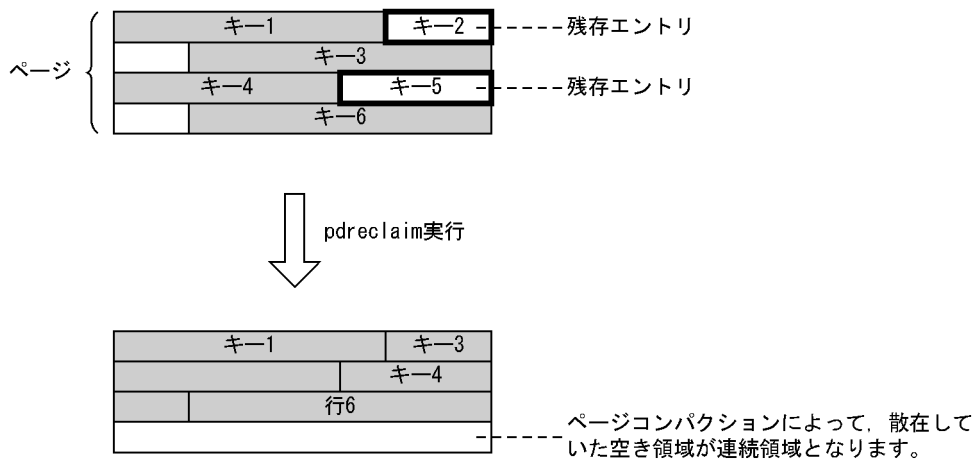 キー1
キー2
残存エントリ
キー3
ページ
キー4
キー5
残存エントリ
キー6
pdreclaim実行
キー1
キー3
キー4
行6
ページコンパクションによって，散在して
いた空き領域が連続領域となります。